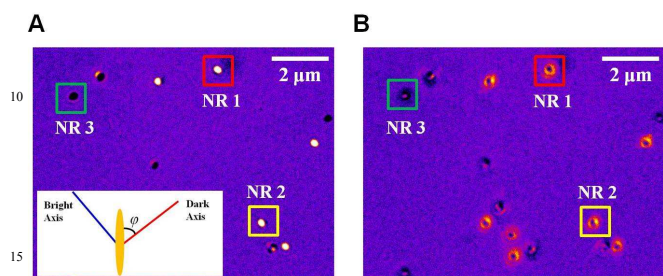 A
B
2 µm
2 µm
10
NR 1
NR 1
NR 3
NR 3
NR 2
NR 2
Bright
Axis
φ
Dark
Axis
15